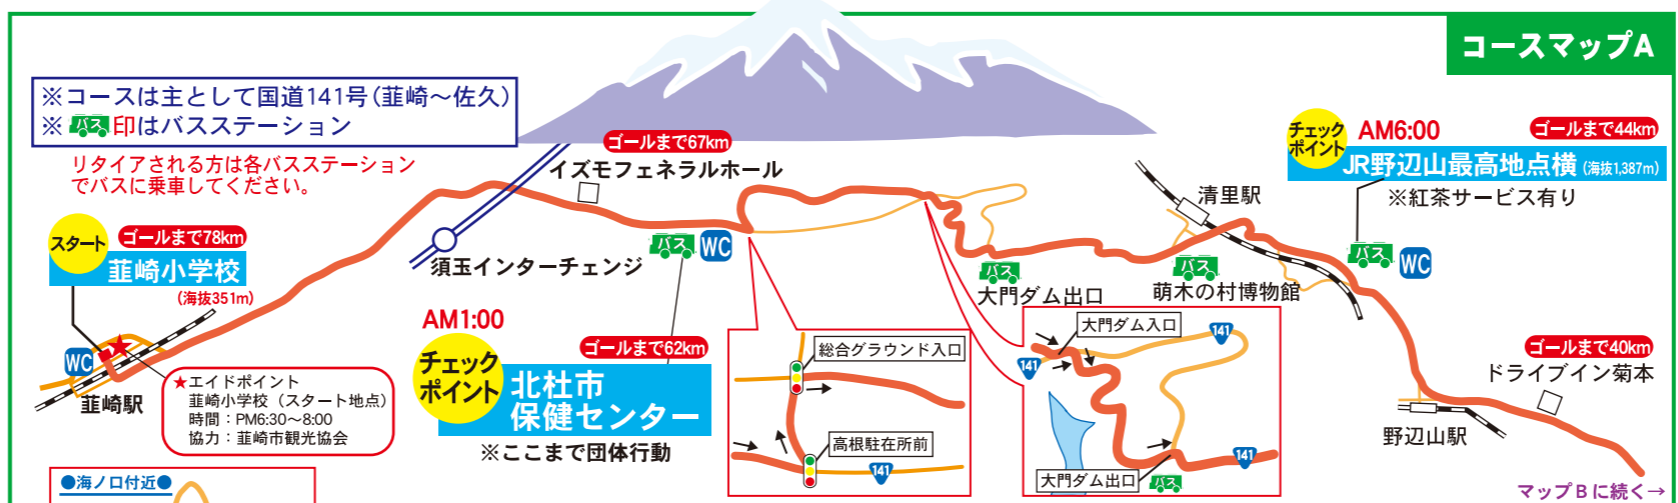 コースマップA
※コースは主として国道141号(韮崎～佐久)
※ バス 印はバスステーション
リタイアされる方は各バスステーション
でバスに乗車してください。
スタート
ゴールまで78km
韮崎小学校
(海抜351m)
WC
韮崎駅
★エイドポイント
韮崎小学校（スタート地点）
時間：PM6:30～8:00
協力：韮崎市観光協会
●海ノ口付近●
須玉インターチェンジ
ゴールまで67km
イズモフェネラルホール
バス
WC
AM1:00
チェック
ポイント
ゴールまで62km
北杜市
保健センター
※ここまで団体行動
総合グラウンド入口
高根駐在所前
141
バス
大門ダム出口
141
141
大門ダム入口
大門ダム出口
バス
141
清里駅
バス
萌木の村博物館
チェック
ポイント
AM6:00
ゴールまで44km
JR野辺山最高地点横 (海抜1,387m)
※紅茶サービス有り
バス
WC
ゴールまで40km
ドライブイン菊本
野辺山駅
マップBに続く→